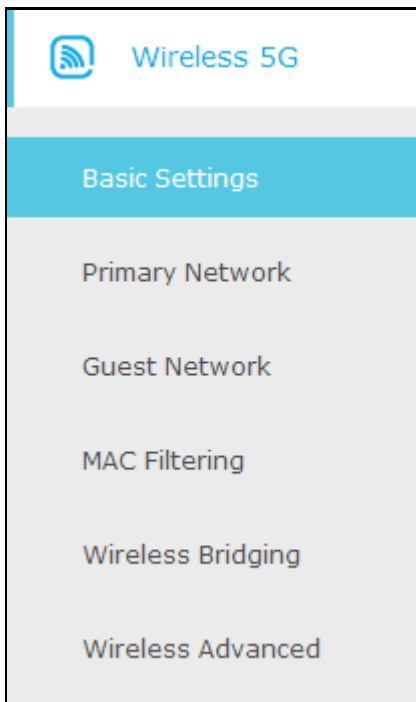 Wireless 5G
Basic Settings
Primary Network
Guest Network
MAC Filtering
Wireless Bridging
Wireless Advanced